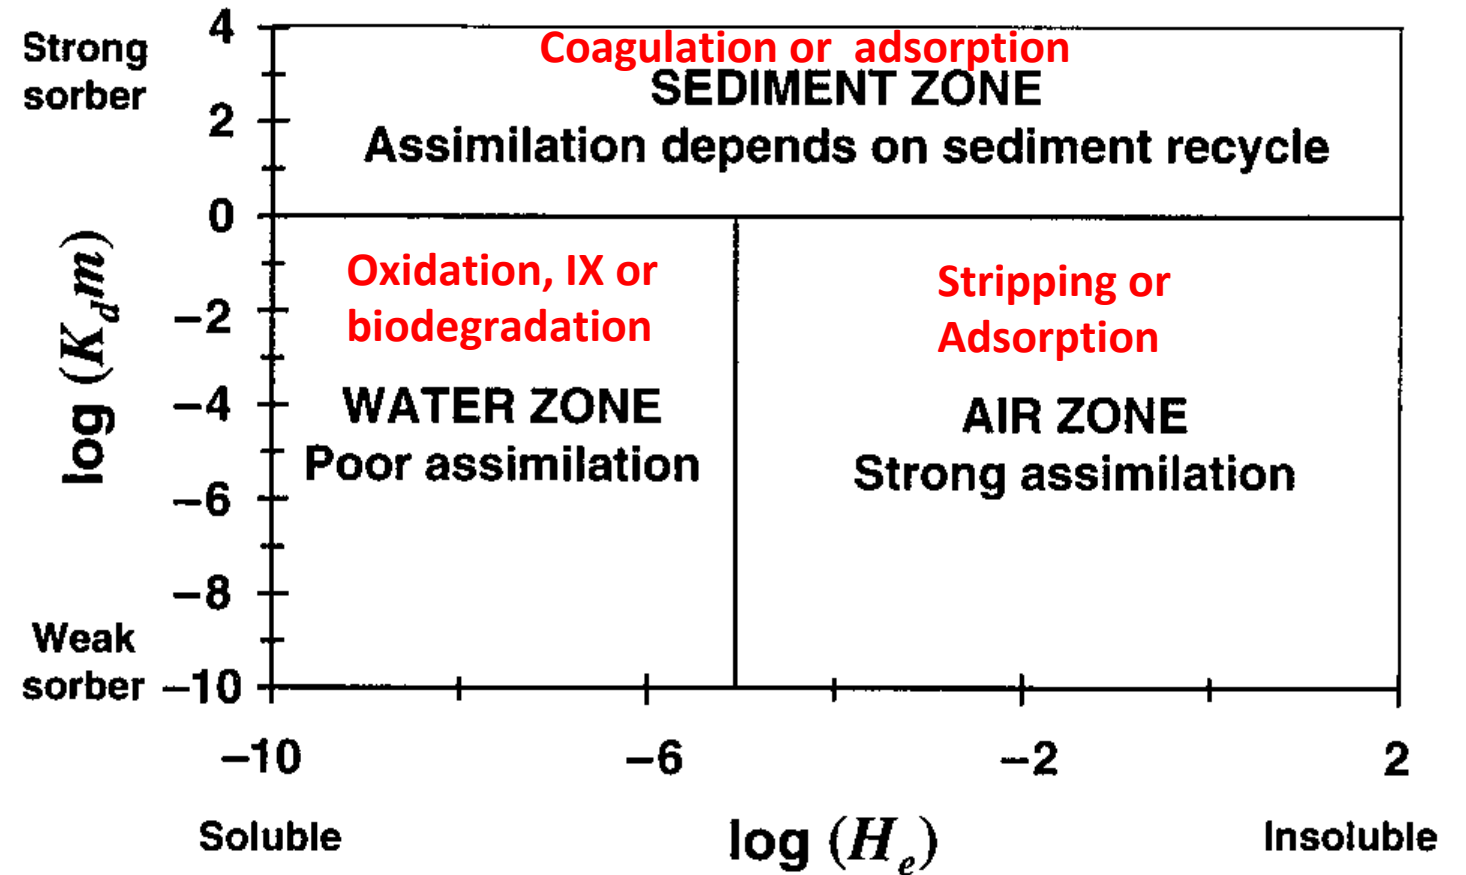 Strong
sorber
4
2
0
−2
−4
−6
−8
−10
Weak
sorber
log (K_d m)
Coagulation or adsorption
SEDIMENT ZONE
Assimilation depends on sediment recycle
Oxidation, IX or
biodegradation
WATER ZONE
Poor assimilation
Stripping or
Adsorption
AIR ZONE
Strong assimilation
−10
−6
−2
2
Soluble
log (H_e)
Insoluble